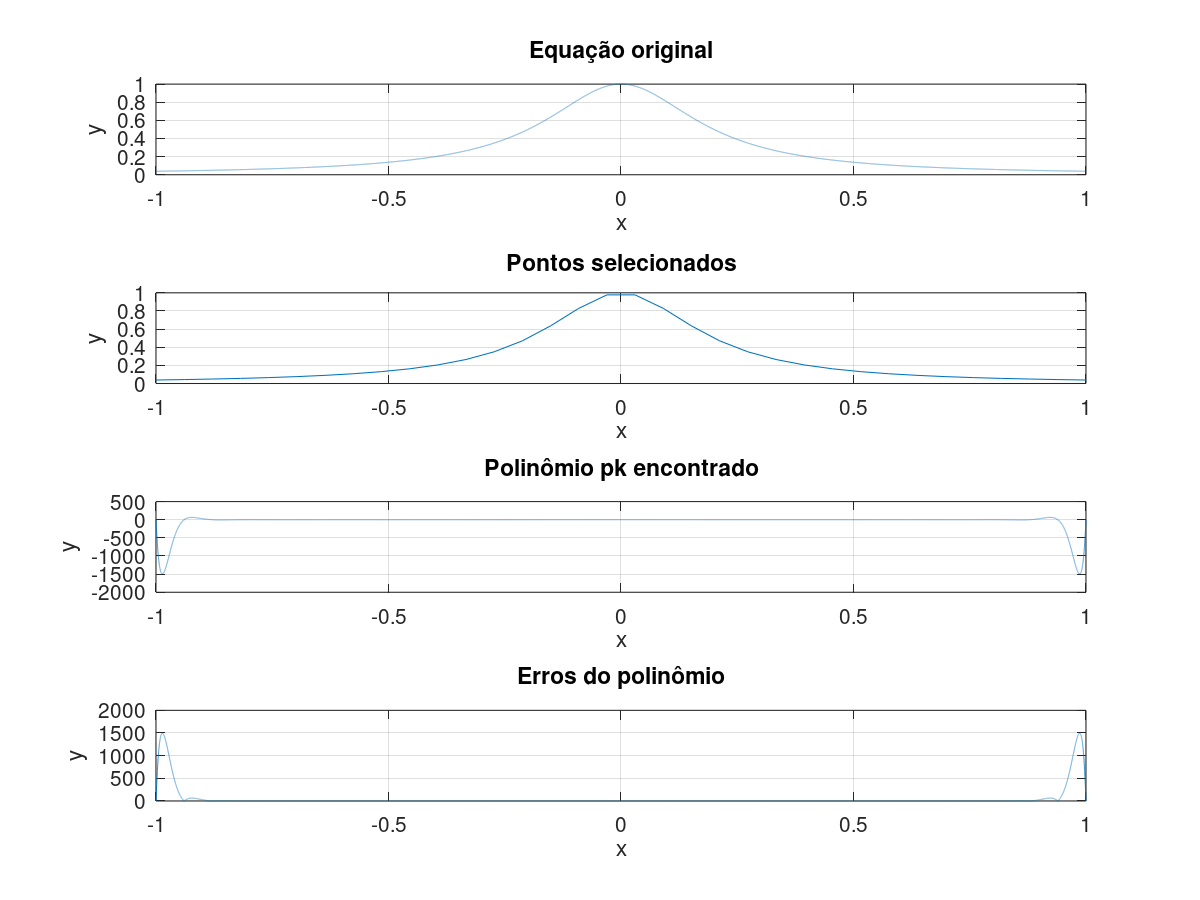 Equação original
1
0.8
0.6
0.4
0.2
0
y
-1 -0.5 0 0.5 1
x
Pontos selecionados
1
0.8
0.6
0.4
0.2
0
y
-1 -0.5 0 0.5 1
x
Polinômio pk encontrado
500
0
-500
-1000
-1500
-2000
y
-1 -0.5 0 0.5 1
x
Erros do polinômio
2000
1500
1000
500
0
y
-1 -0.5 0 0.5 1
x